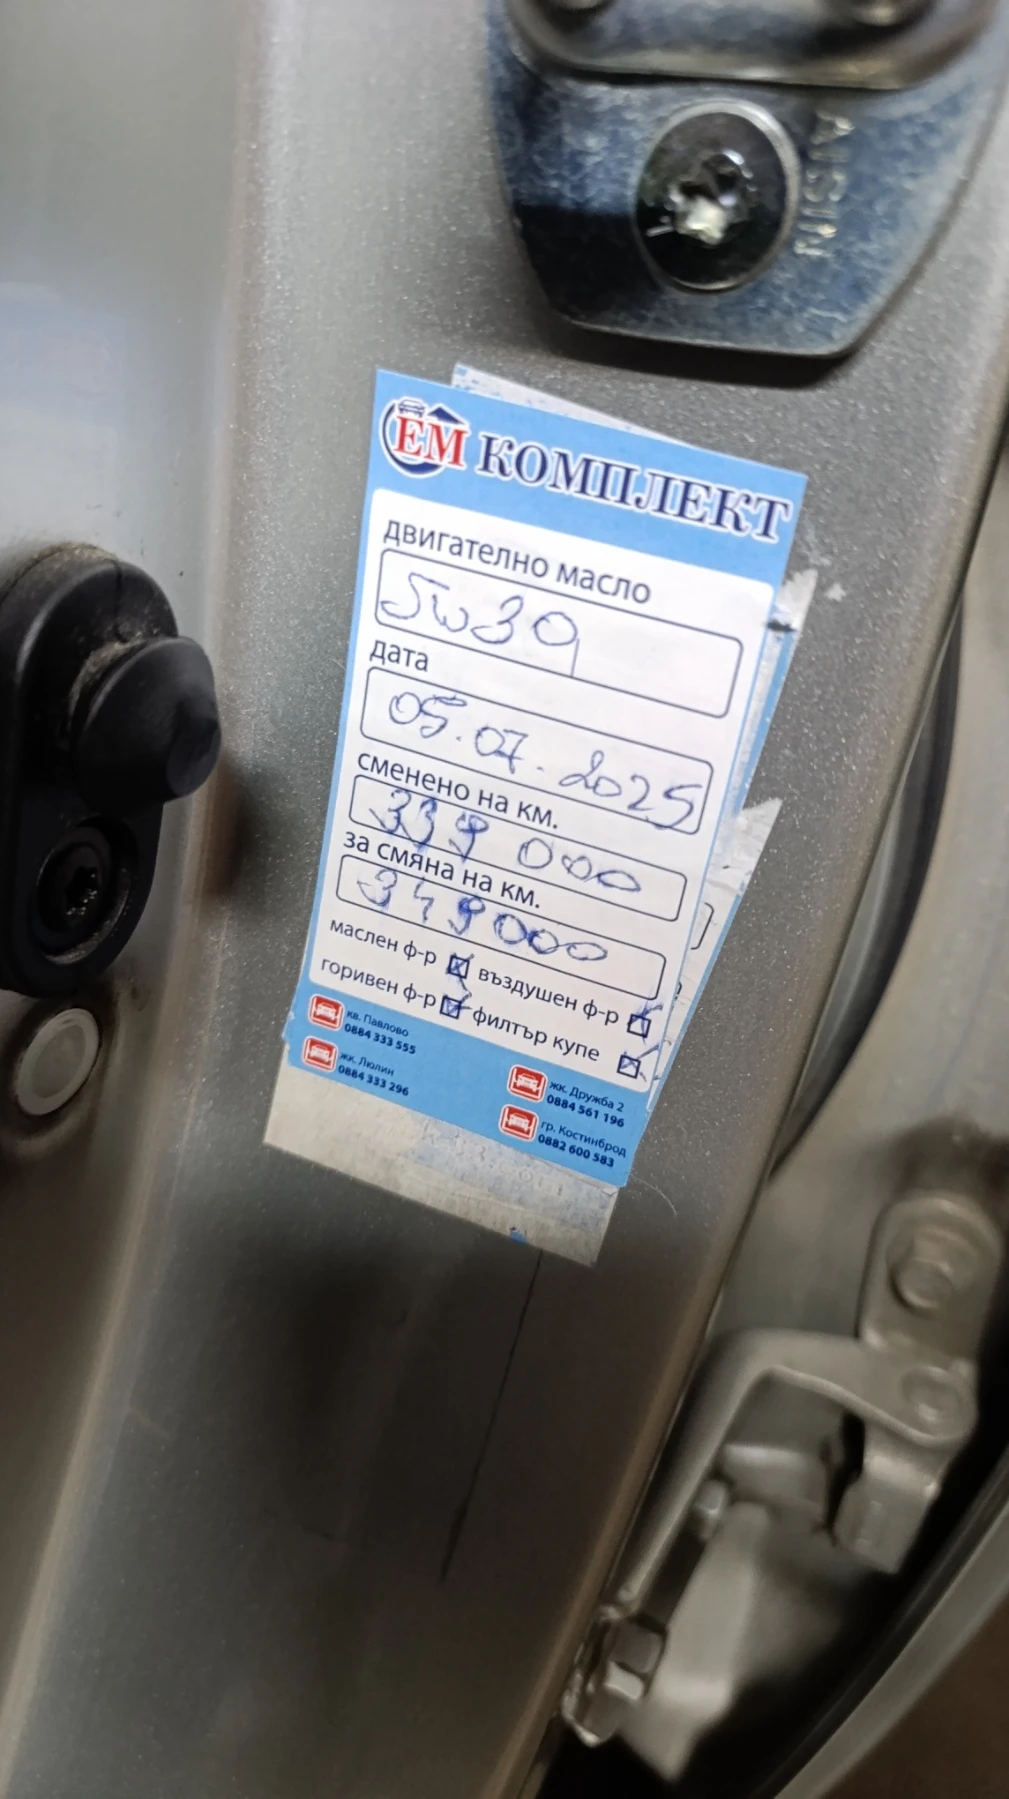 AISIN
ЕМ КОМПЛЕКТ
двигателно масло
5w30
дата
05.07.2025
сменено на км.
339 000
за смяна на км.
349000
маслен ф-р въздушен ф-р
горивен ф-р филтър купе
кв. Павлово
0884 333 555
жк. Люлин
0884 333 296
жк. Дружба 2
0884 561 196
гр. Костинброд
0882 600 583